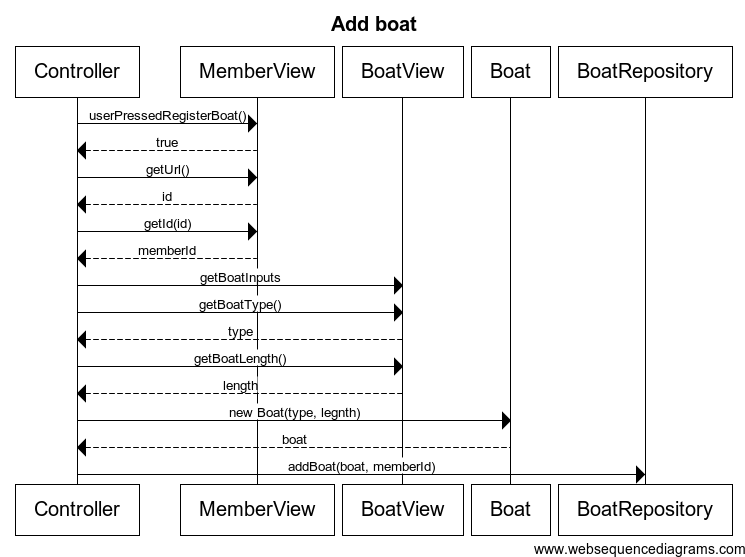 Add boat
Controller MemberView BoatView Boat BoatRepository
userPressedRegisterBoat()
true
getUrl()
id
getId(id)
memberId
getBoatInputs
getBoatType()
type
getBoatLength()
length
new Boat(type, legnth)
boat
addBoat(boat, memberId)
Controller MemberView BoatView Boat BoatRepository
www.websequencediagrams.com